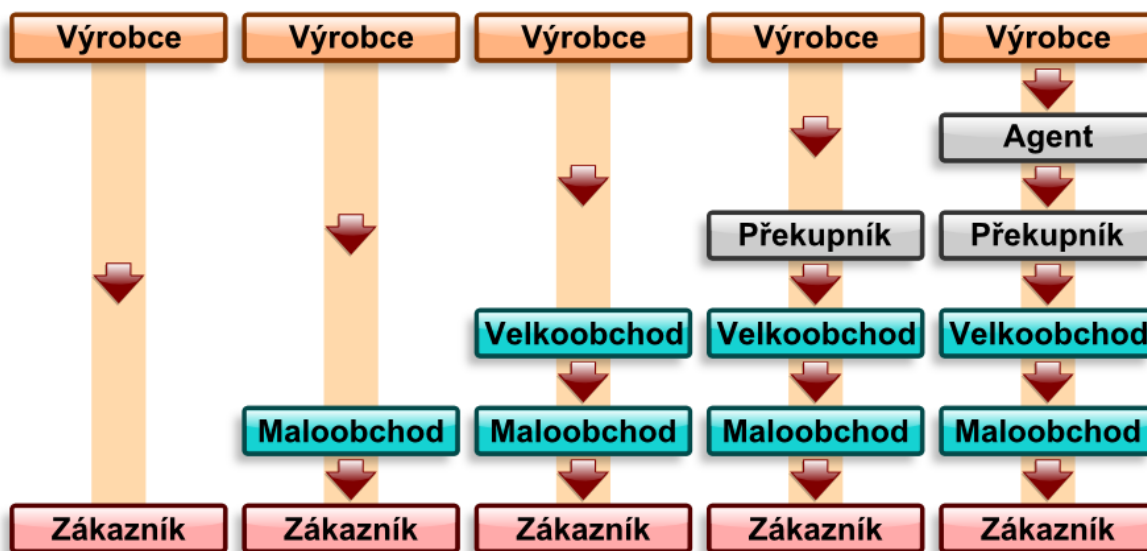 Výrobce Výrobce Výrobce Výrobce Výrobce
Agent
Překupník Překupník
Velkoobchod Velkoobchod Velkoobchod
Maloobchod Maloobchod Maloobchod Maloobchod
Zákazník Zákazník Zákazník Zákazník Zákazník